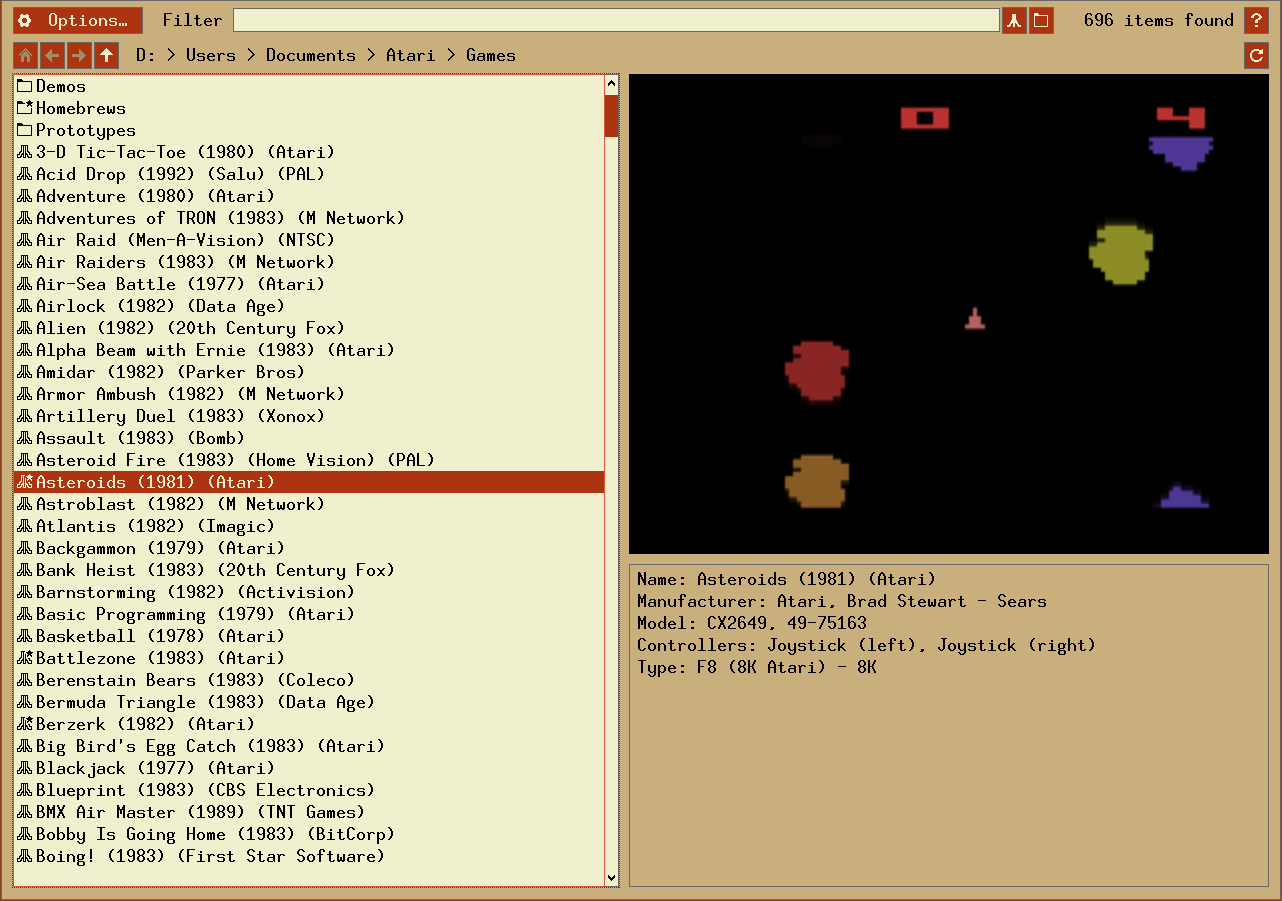 Options… Filter 696 items found ?
D: > Users > Documents > Atari > Games
Demos
Homebrews
Prototypes
3-D Tic-Tac-Toe (1980) (Atari)
Acid Drop (1992) (Salu) (PAL)
Adventure (1980) (Atari)
Adventures of TRON (1983) (M Network)
Air Raid (Men-A-Vision) (NTSC)
Air Raiders (1983) (M Network)
Air-Sea Battle (1977) (Atari)
Airlock (1982) (Data Age)
Alien (1982) (20th Century Fox)
Alpha Beam with Ernie (1983) (Atari)
Amidar (1982) (Parker Bros)
Armor Ambush (1982) (M Network)
Artillery Duel (1983) (Xonox)
Assault (1983) (Bomb)
Asteroid Fire (1983) (Home Vision) (PAL)
Asteroids (1981) (Atari)
Astroblast (1982) (M Network)
Atlantis (1982) (Imagic)
Backgammon (1979) (Atari)
Bank Heist (1983) (20th Century Fox)
Barnstorming (1982) (Activision)
Basic Programming (1979) (Atari)
Basketball (1978) (Atari)
Battlezone (1983) (Atari)
Berenstain Bears (1983) (Coleco)
Bermuda Triangle (1983) (Data Age)
Berzerk (1982) (Atari)
Big Bird's Egg Catch (1983) (Atari)
Blackjack (1977) (Atari)
Blueprint (1983) (CBS Electronics)
BMX Air Master (1989) (TNT Games)
Bobby Is Going Home (1983) (BitCorp)
Boing! (1983) (First Star Software)
0
Name: Asteroids (1981) (Atari)
Manufacturer: Atari, Brad Stewart - Sears
Model: CX2649, 49-75163
Controllers: Joystick (left), Joystick (right)
Type: F8 (8K Atari) - 8K